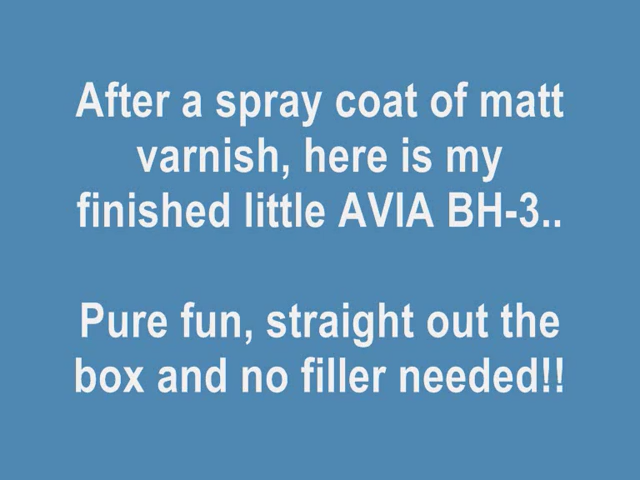 After a spray coat of matt
varnish, here is my
finished little AVIA BH-3..
Pure fun, straight out the
box and no filler needed!!